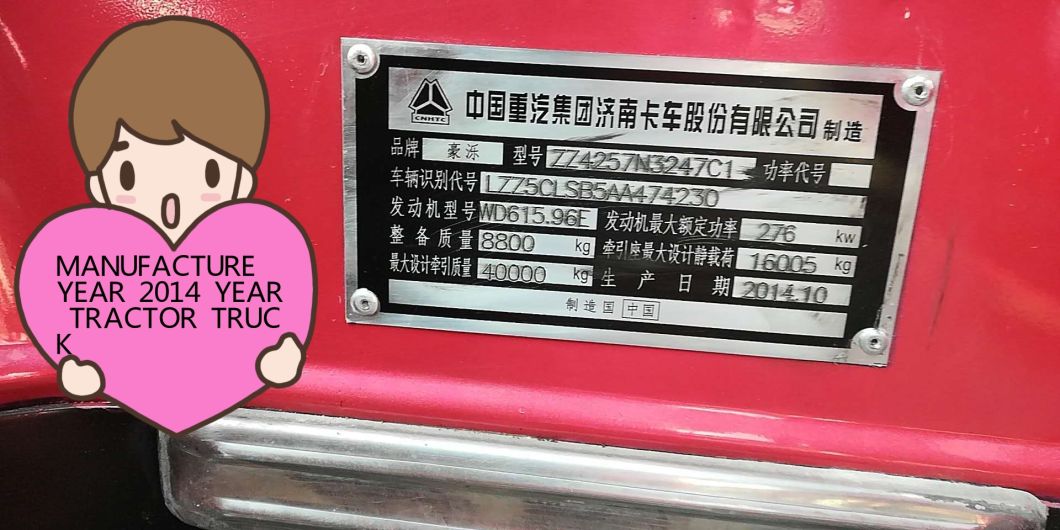 MANUFACTURE
YEAR 2014 YEAR
TRACTOR TRUC
K
CNHTC 中国重汽集团济南卡车股份有限公司 制造
品牌 豪泺 型号 ZZ4257N3247C1 功率代号
车辆识别代号 LZZ5CLSB5AA474230
发动机型号 WD615.96E 发动机最大额定功率 276 kw
整备质量 8800 kg 牵引座最大设计静载荷 16005 kg
最大设计牵引质量 40000 kg 生产日期 2014.10
制造国 中国